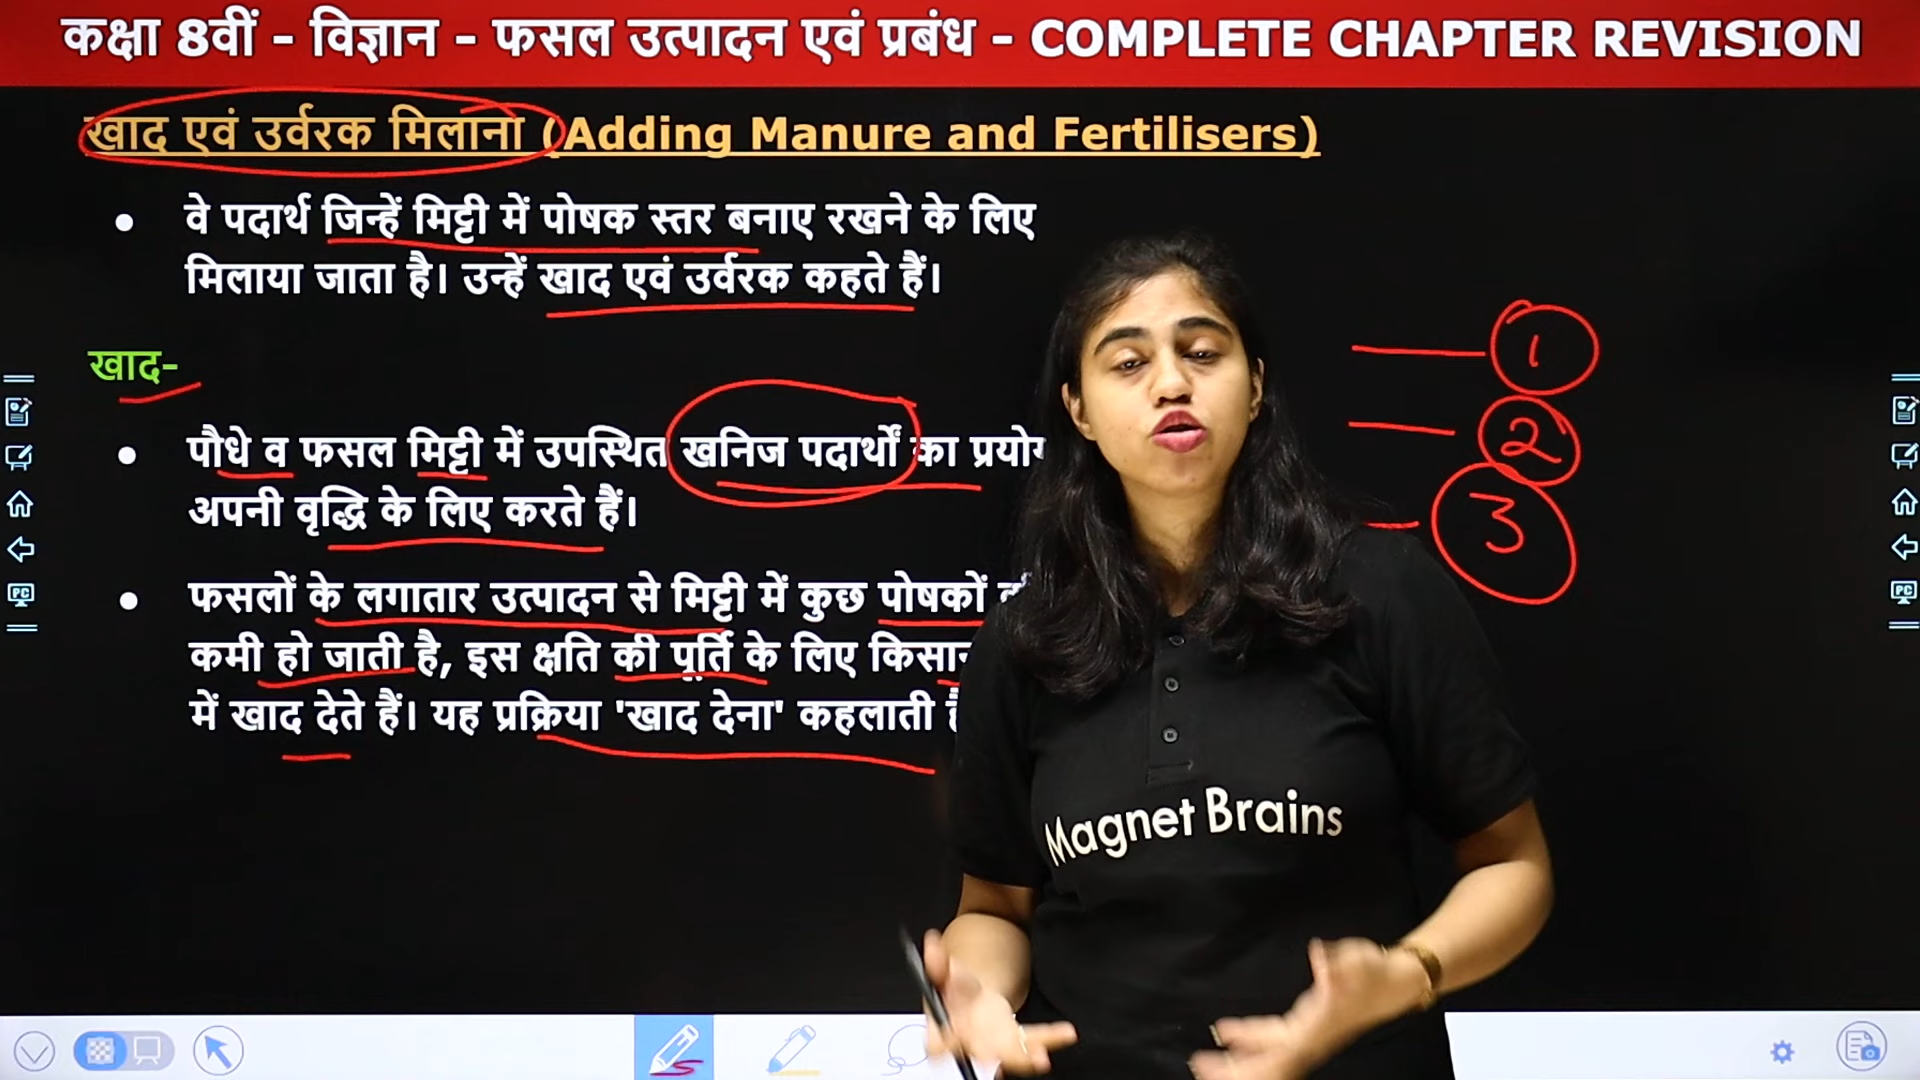 कक्षा 8वीं - विज्ञान - फसल उत्पादन एवं प्रबंध - COMPLETE CHAPTER REVISION
खाद एवं उर्वरक मिलाना (Adding Manure and Fertilisers)
• वे पदार्थ जिन्हें मिट्टी में पोषक स्तर बनाए रखने के लिए
मिलाया जाता है। उन्हें खाद एवं उर्वरक कहते हैं।
1
खाद-
2
• पौधे व फसल मिट्टी में उपस्थित खनिज पदार्थों का
अपनी वृद्धि के लिए करते हैं।
3
• फसलों के लगातार उत्पादन से मिट्टी में कुछ पोषकों
कमी हो जाती है, इस क्षति की पूर्ति के लिए
में खाद देते हैं। यह प्रक्रिया 'खाद देना' कहलाती
Magnet Brains
PC
PC